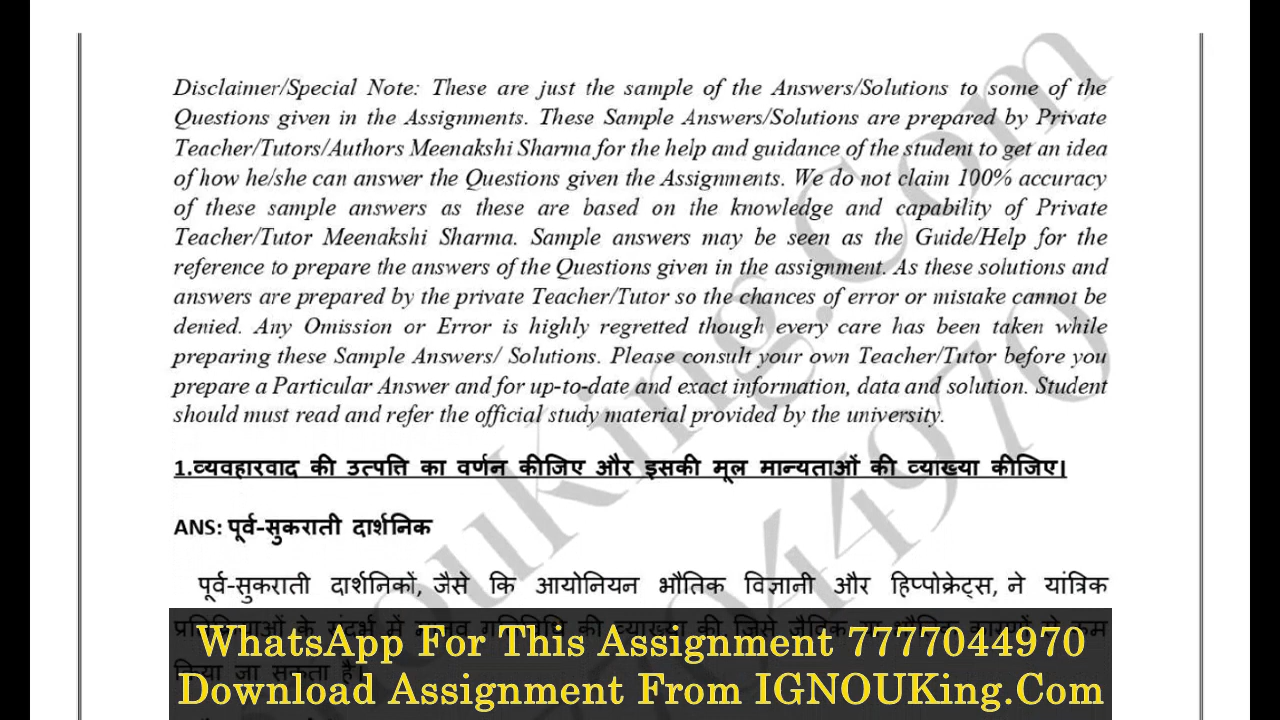 Disclaimer/Special Note: These are just the sample of the Answers/Solutions to some of the
Questions given in the Assignments. These Sample Answers/Solutions are prepared by Private
Teacher/Tutors/Authors Meenakshi Sharma for the help and guidance of the student to get an idea
of how he/she can answer the Questions given the Assignments. We do not claim 100% accuracy
of these sample answers as these are based on the knowledge and capability of Private
Teacher/Tutor Meenakshi Sharma. Sample answers may be seen as the Guide/Help for the
reference to prepare the answers of the Questions given in the assignment. As these solutions and
answers are prepared by the private Teacher/Tutor so the chances of error or mistake cannot be
denied. Any Omission or Error is highly regretted though every care has been taken while
preparing these Sample Answers/ Solutions. Please consult your own Teacher/Tutor before you
prepare a Particular Answer and for up-to-date and exact information, data and solution. Student
should must read and refer the official study material provided by the university.
1.व्यवहारवाद की उत्पत्ति का वर्णन कीजिए और इसकी मूल मान्यताओं की व्याख्या कीजिए।
ANS: पूर्व-सुकराती दार्शनिक
पूर्व-सुकराती दार्शनिकों, जैसे कि आयोनियन भौतिक विज्ञानी और हिप्पोक्रेट्स, ने यांत्रिक
WhatsApp For This Assignment 7777044970
Download Assignment From IGNOUKing.Com